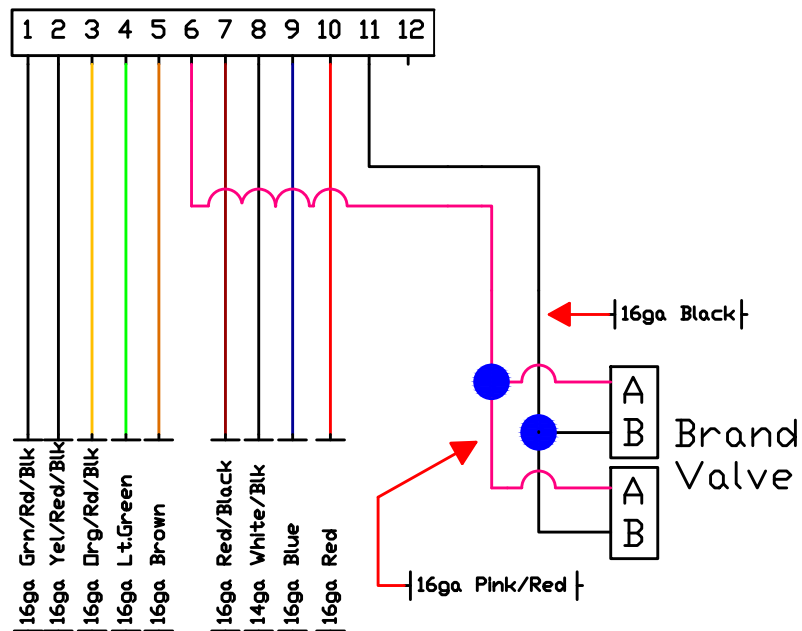 1 2 3 4 5 6 7 8 9 10 11 12
16ga Black
A
B
Brand
Valve
A
B
16ga Pink/Red
16ga Grn/Rd/Blk
16ga Yel/Red/Blk
16ga Org/Rd/Blk
16ga Lt.Green
16ga Brown
16ga Red/Black
14ga White/Blk
16ga Blue
16ga Red